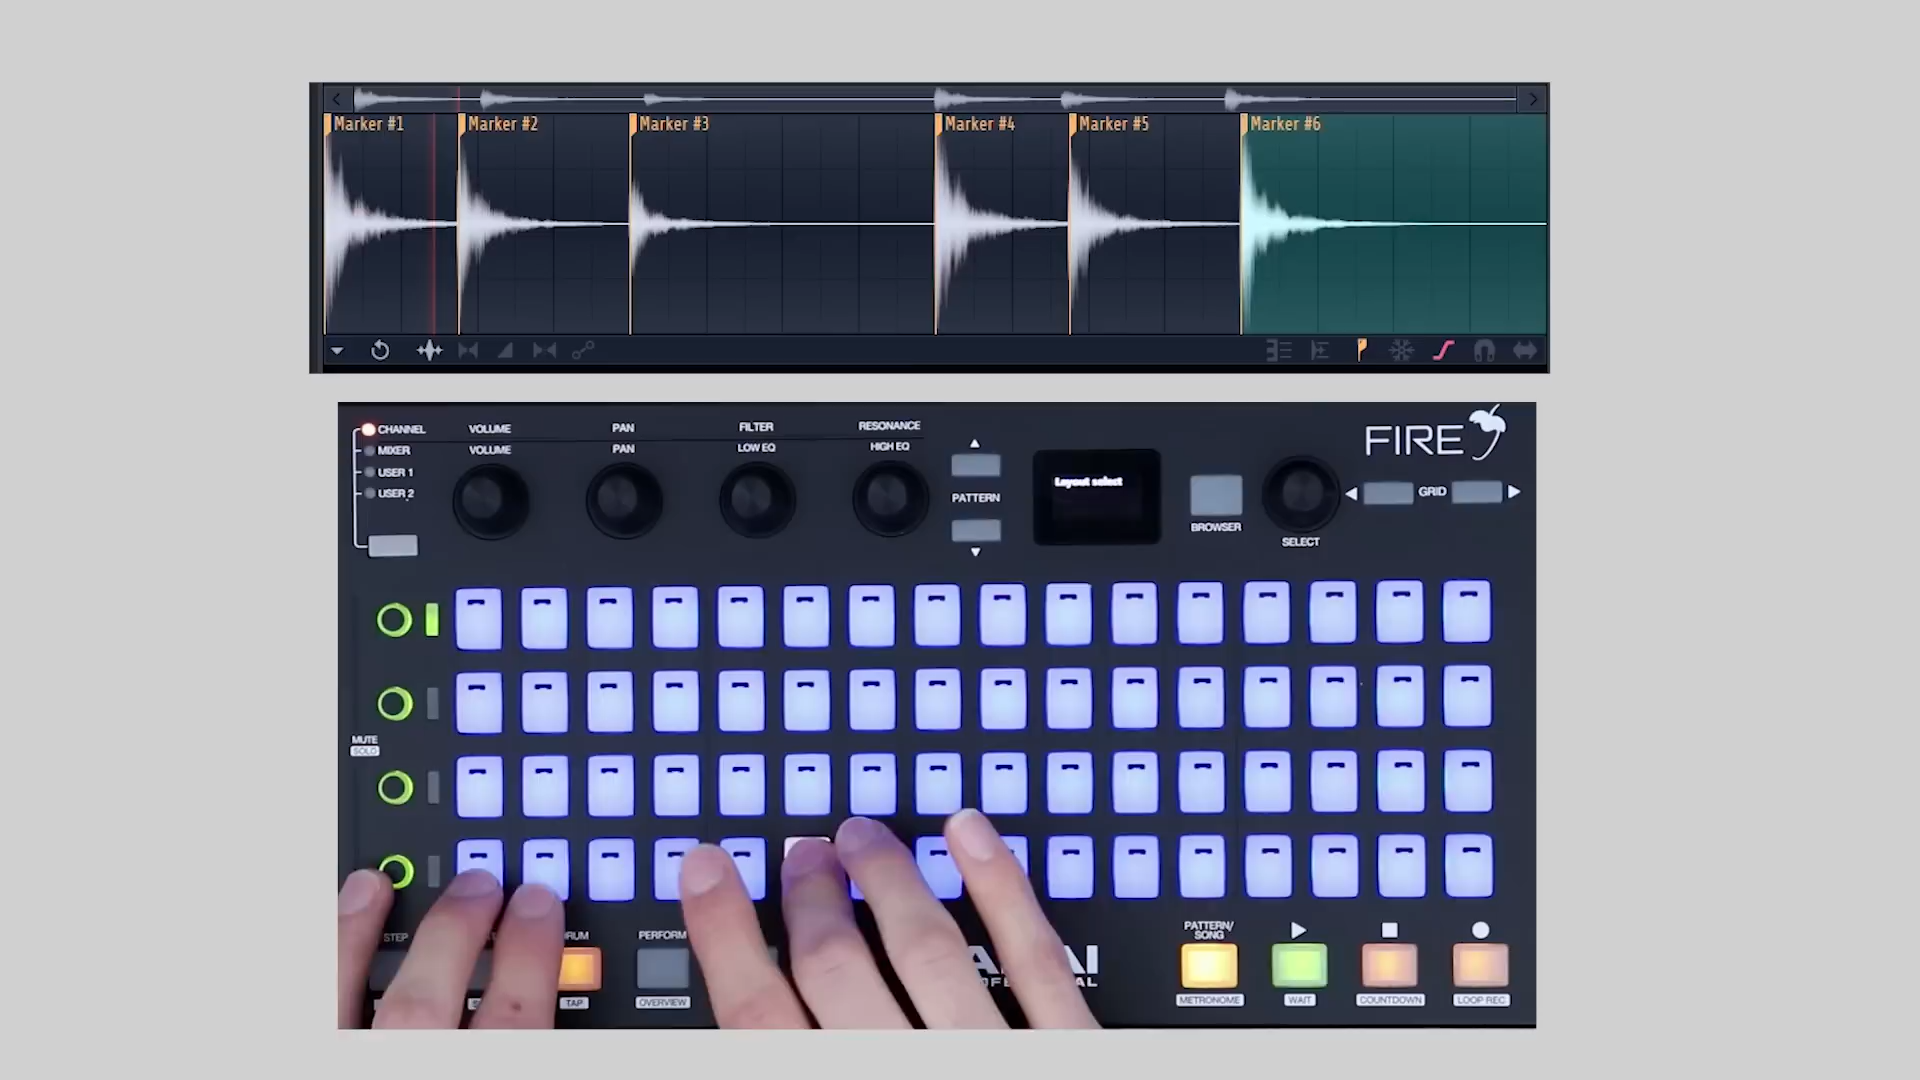 Marker #1
Marker #2
Marker #3
Marker #4
Marker #5
Marker #6
CHANNEL
MIXER
USER 1
USER 2
VOLUME
VOLUME
PAN
PAN
FILTER
LOW EQ
RESONANCE
HIGH EQ
PATTERN
Layout select
BROWSER
SELECT
FIRE
GRID
MUTE
SOLO
STEP
PERFORM
OVERVIEW
TAP
PATTERN/
SONG
METRONOME
WAIT
COUNTDOWN
LOOP REC